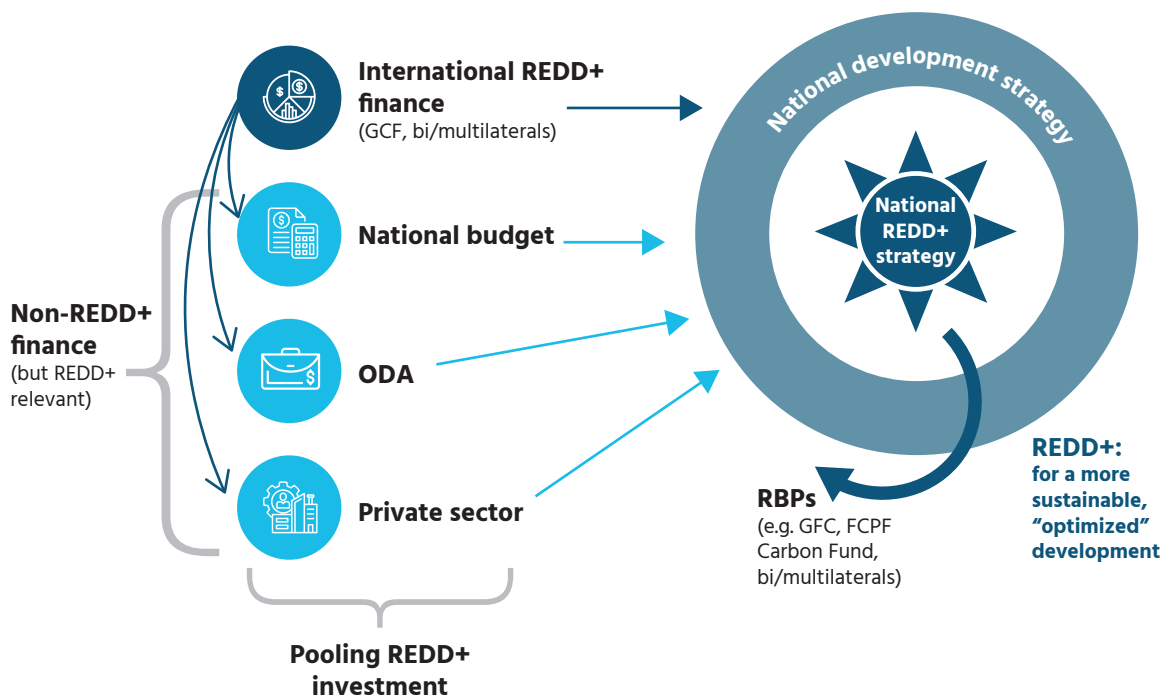 International REDD+
finance
(GCF, bi/multilaterals)
National budget
ODA
Private sector
Non-REDD+
finance
(but REDD+
relevant)
Pooling REDD+
investment
National development strategy
National
REDD+
strategy
RBPs
(e.g. GFC, FCPF
Carbon Fund,
bi/multilaterals)
REDD+:
for a more
sustainable,
“optimized”
development
$
$
$
$